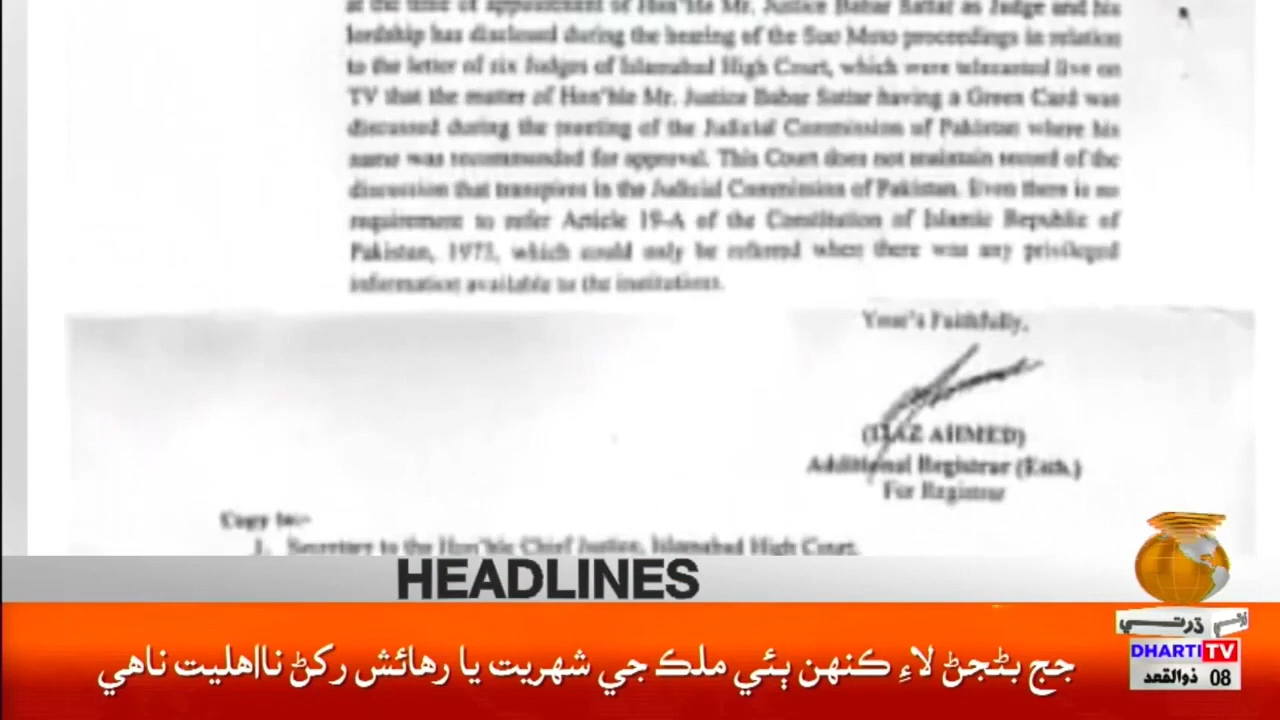 at the time of appointment of Hon'ble Mr. Justice Babar Sattar as Judge and his
lordship has disclosed during the hearing of the Suo Moto proceedings in relation
to the letter of six Judges of Islamabad High Court, which were telecasted live on
TV that the matter of Hon'ble Mr. Justice Babar Sattar having a Green Card was
discussed during the meeting of the Judicial Commission of Pakistan where his
name was recommended for approval. This Court does not maintain record of the
discussion that transpires in the Judicial Commission of Pakistan. Even there is no
requirement to refer Article 19-A of the Constitution of Islamic Republic of
Pakistan, 1973, which could only be referred when there was any privileged
information available to the institutions.
Your's Faithfully,
(IJAZ AHMED)
Additional Registrar (Estb.)
For Registrar
Copy to:-
1. Secretary to the Hon'ble Chief Justice, Islamabad High Court.
HEADLINES
جج بڻجڻ لاءِ ڪنهن ٻئي ملڪ جي شهريت يا رهائش رکڻ نااهليت ناهي
ڌرتي
DHARTI TV
08 ذوالقعد